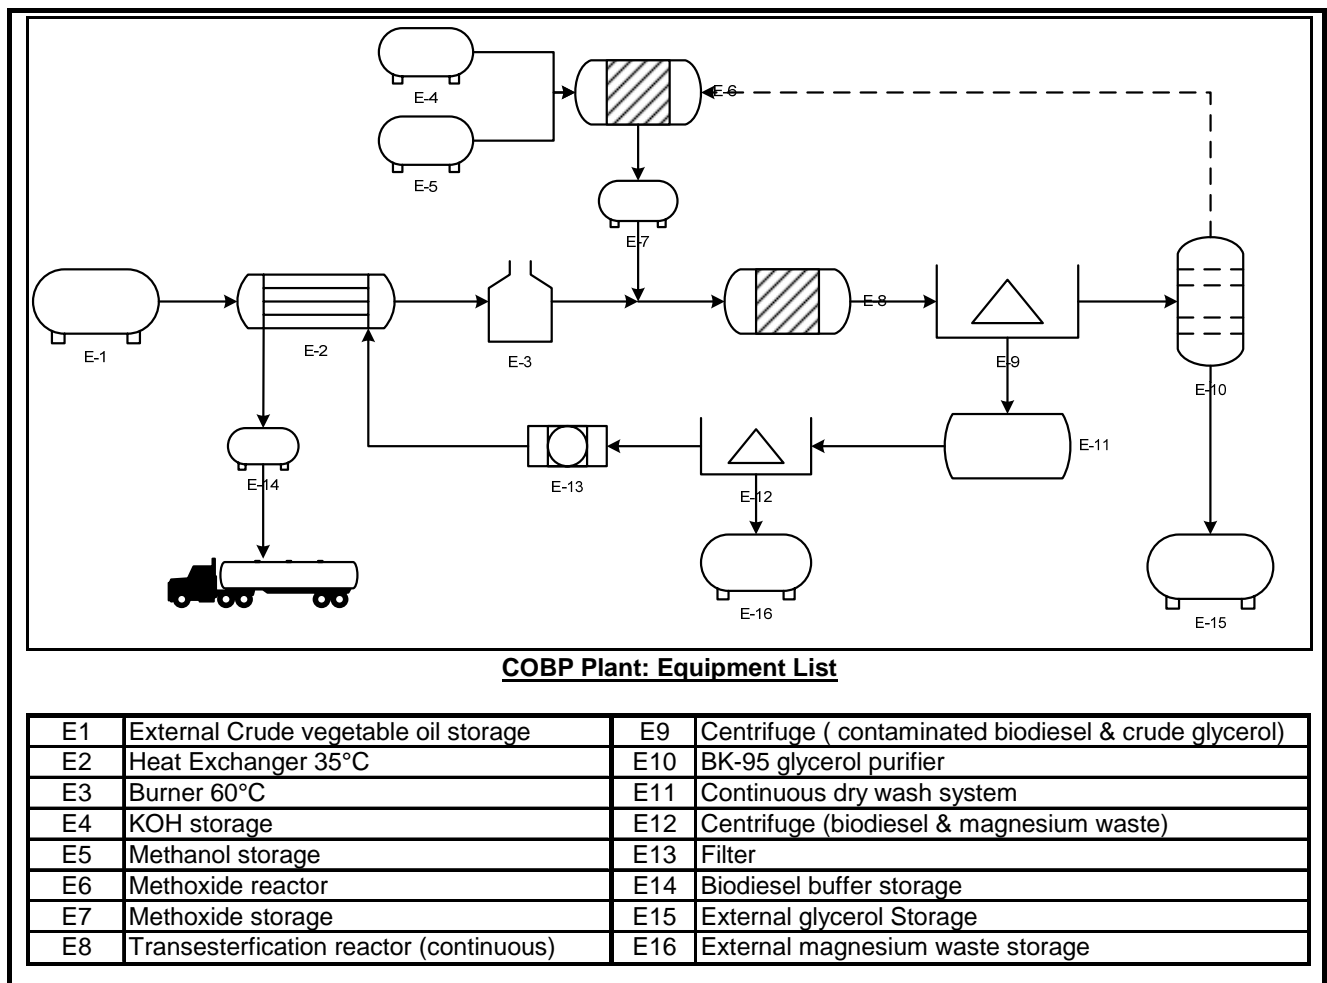 E-4
E-6
E-5
E-7
E-1
E-2
E-3
E-8
E-9
E-10
E-11
E-13
E-12
E-14
E-16
E-15
COBP Plant: Equipment List
E1 External Crude vegetable oil storage E9 Centrifuge ( contaminated biodiesel & crude glycerol)
E2 Heat Exchanger 35°C E10 BK-95 glycerol purifier
E3 Burner 60°C E11 Continuous dry wash system
E4 KOH storage E12 Centrifuge (biodiesel & magnesium waste)
E5 Methanol storage E13 Filter
E6 Methoxide reactor E14 Biodiesel buffer storage
E7 Methoxide storage E15 External glycerol Storage
E8 Transesterfication reactor (continuous) E16 External magnesium waste storage